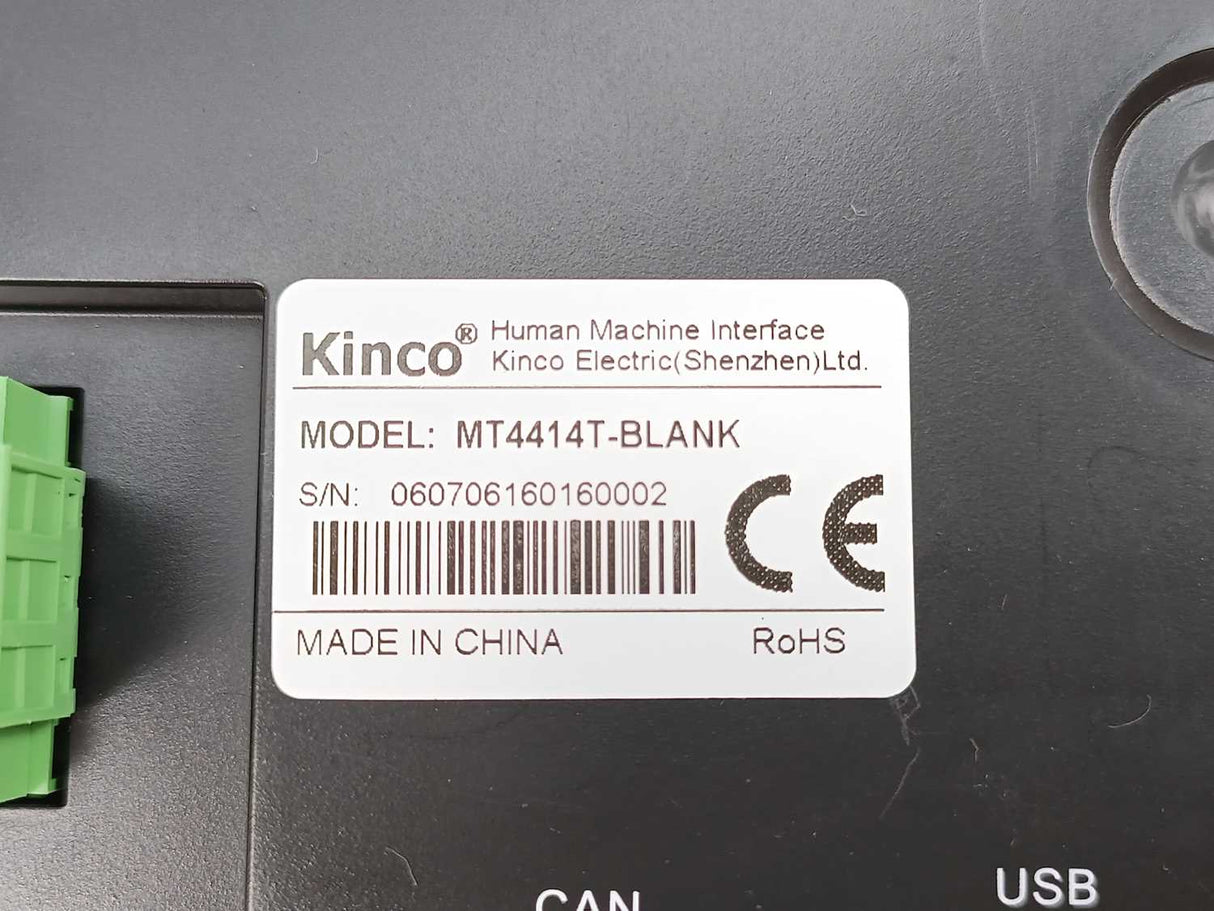 Kinco® Human Machine Interface
Kinco Electric(Shenzhen)Ltd.
MODEL: MT4414T-BLANK
S/N: 060706160160002
CE
MADE IN CHINA RoHS
CAN USB